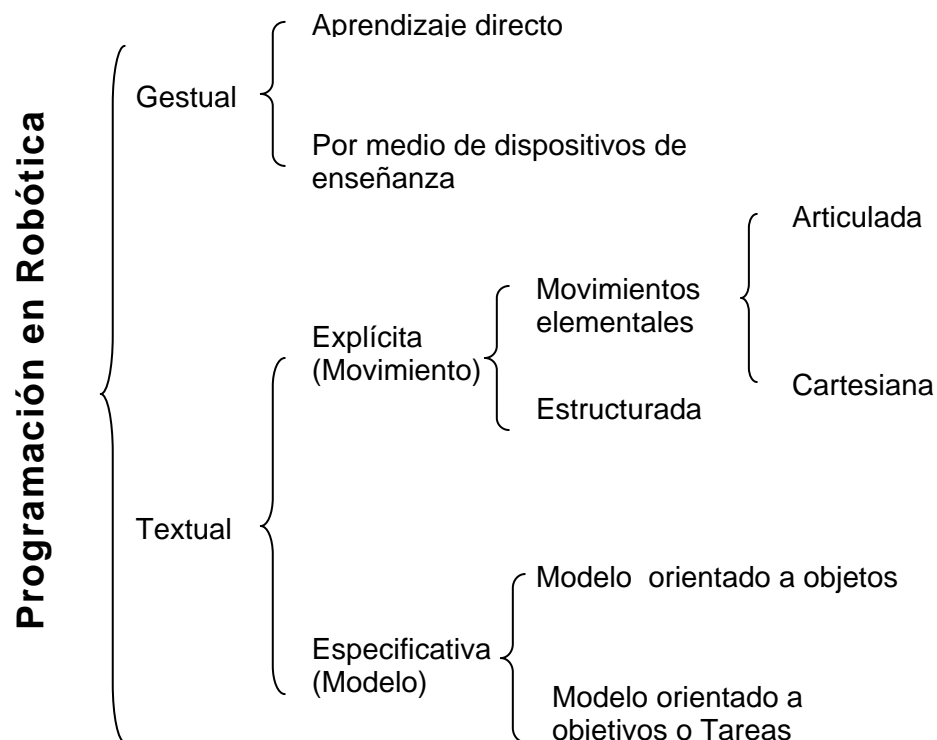 Programación en Robótica
Gestual
Aprendizaje directo
Por medio de dispositivos de
enseñanza
Textual
Explícita
(Movimiento)
Movimientos
elementales
Articulada
Cartesiana
Estructurada
Especificativa
(Modelo)
Modelo orientado a objetos
Modelo orientado a
objetivos o Tareas